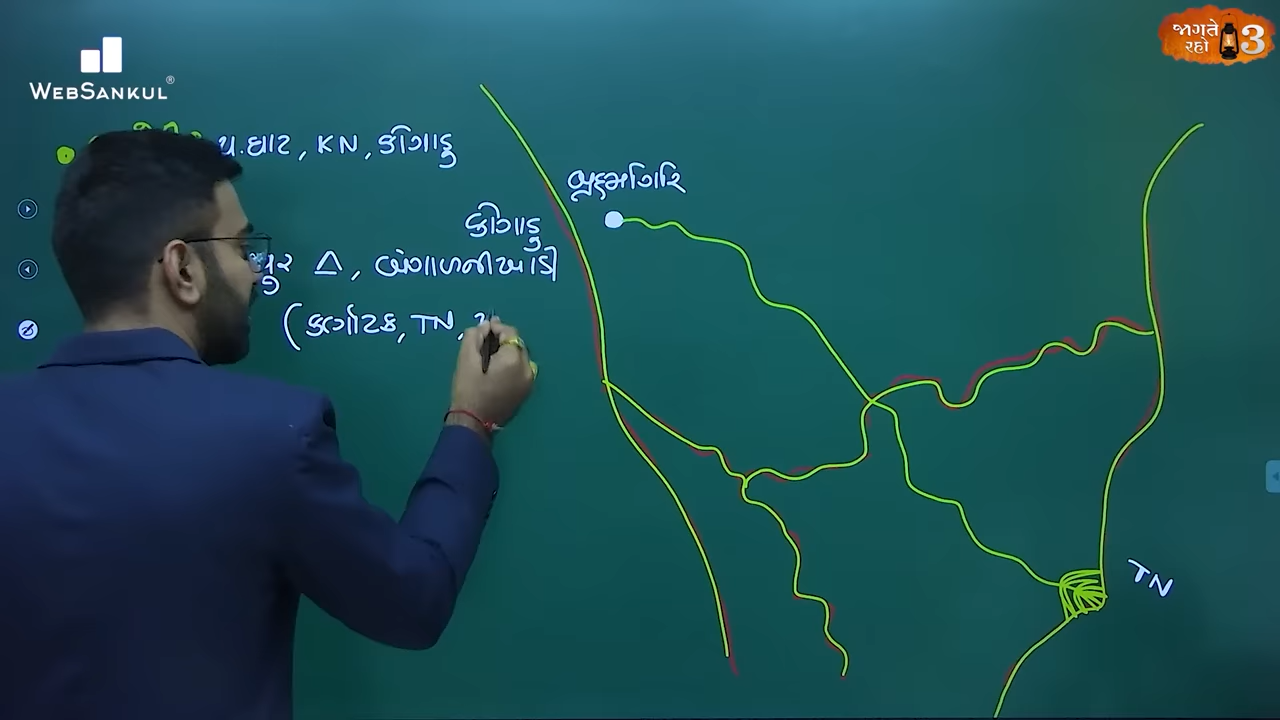 WEBSANKUL®
જાગતે
રહો 3
પ.ઘાટ, KN, કોગાડુ
બ્રહ્મગિરિ
કોગાડુ
Δ, બંગાળની ખાડી
(કર્ણાટક, TN,
TN